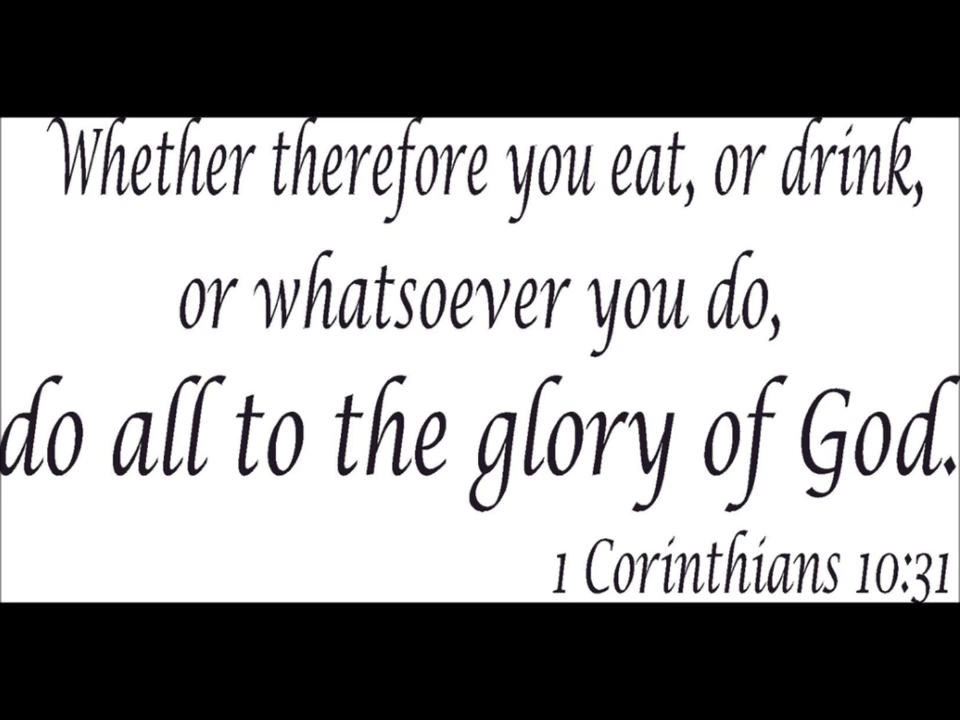 Whether therefore you eat, or drink,
or whatsoever you do,
do all to the glory of God.
1 Corinthians 10:31